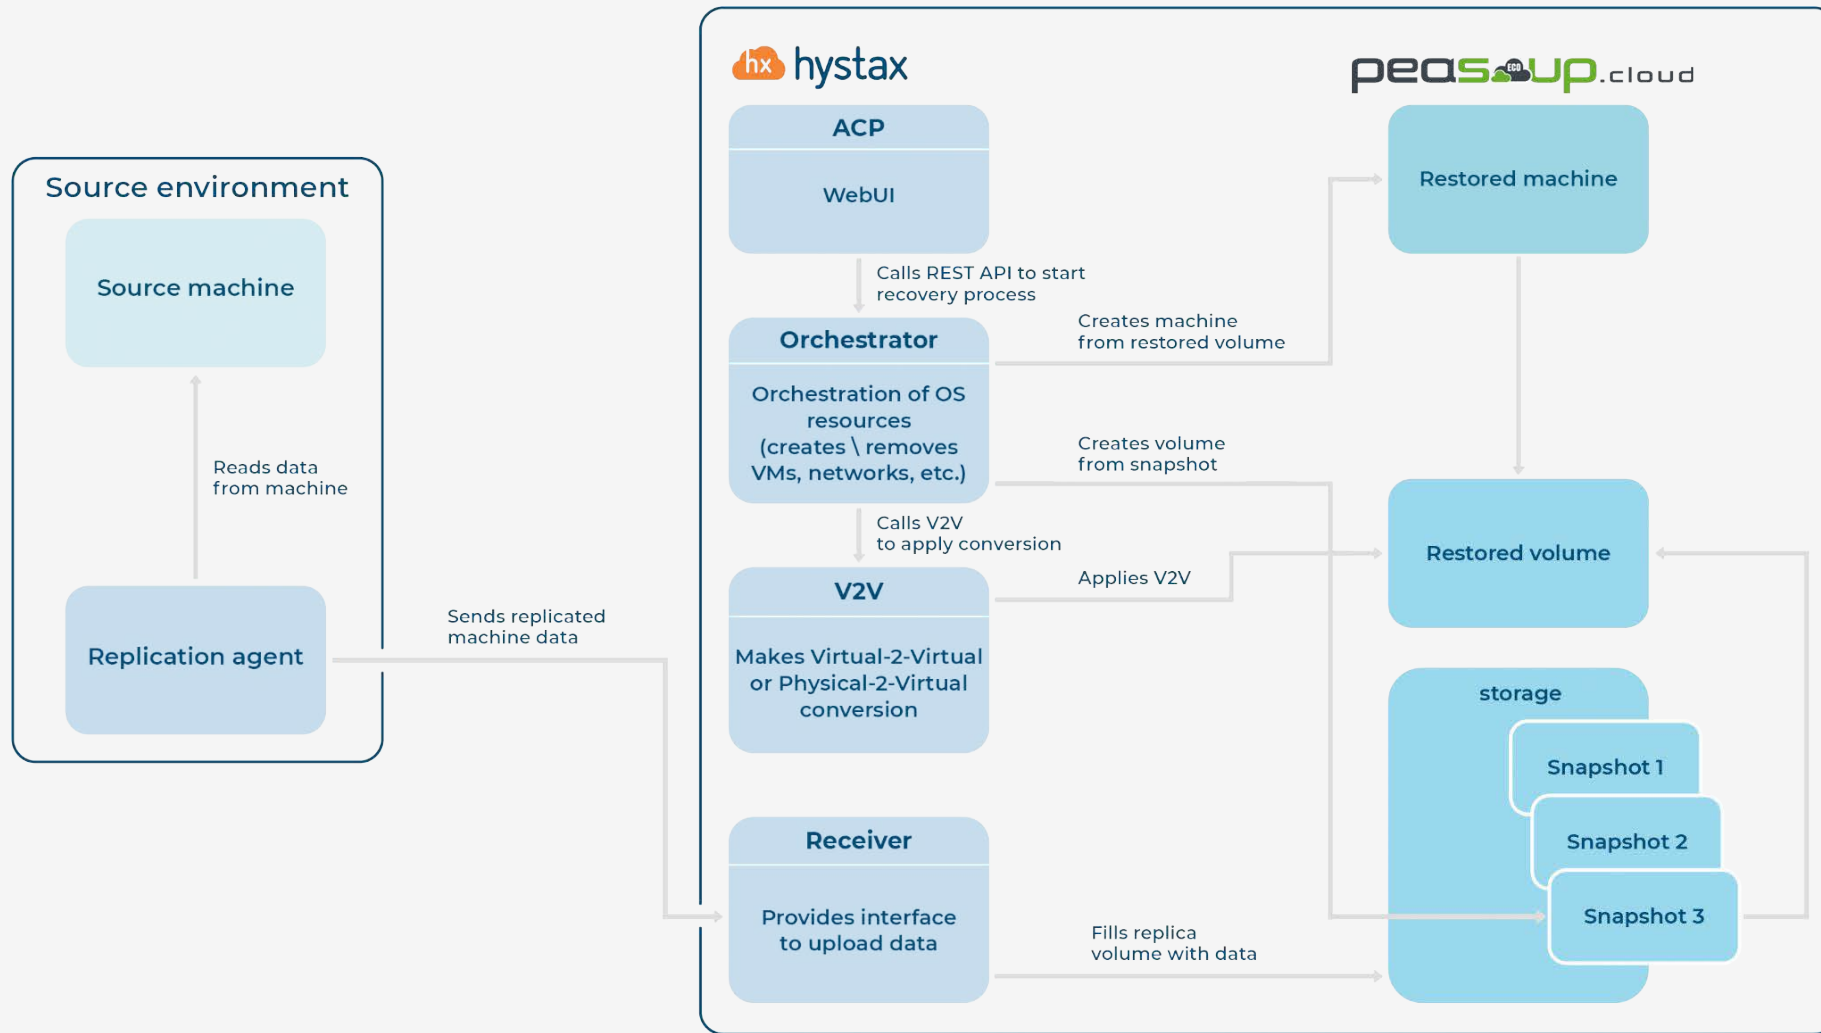 Source environment
Source machine
Reads data
from machine
Replication agent
Sends replicated
machine data
hx hystax
ACP
WebUI
Calls REST API to start
recovery process
Orchestrator
Orchestration of OS
resources
(creates \ removes
VMs, networks, etc.)
Calls V2V
to apply conversion
V2V
Makes Virtual-2-Virtual
or Physical-2-Virtual
conversion
Receiver
Provides interface
to upload data
Creates machine
from restored volume
Creates volume
from snapshot
Applies V2V
Fills replica
volume with data
peasoup.cloud
ECO
Restored machine
Restored volume
storage
Snapshot 1
Snapshot 2
Snapshot 3